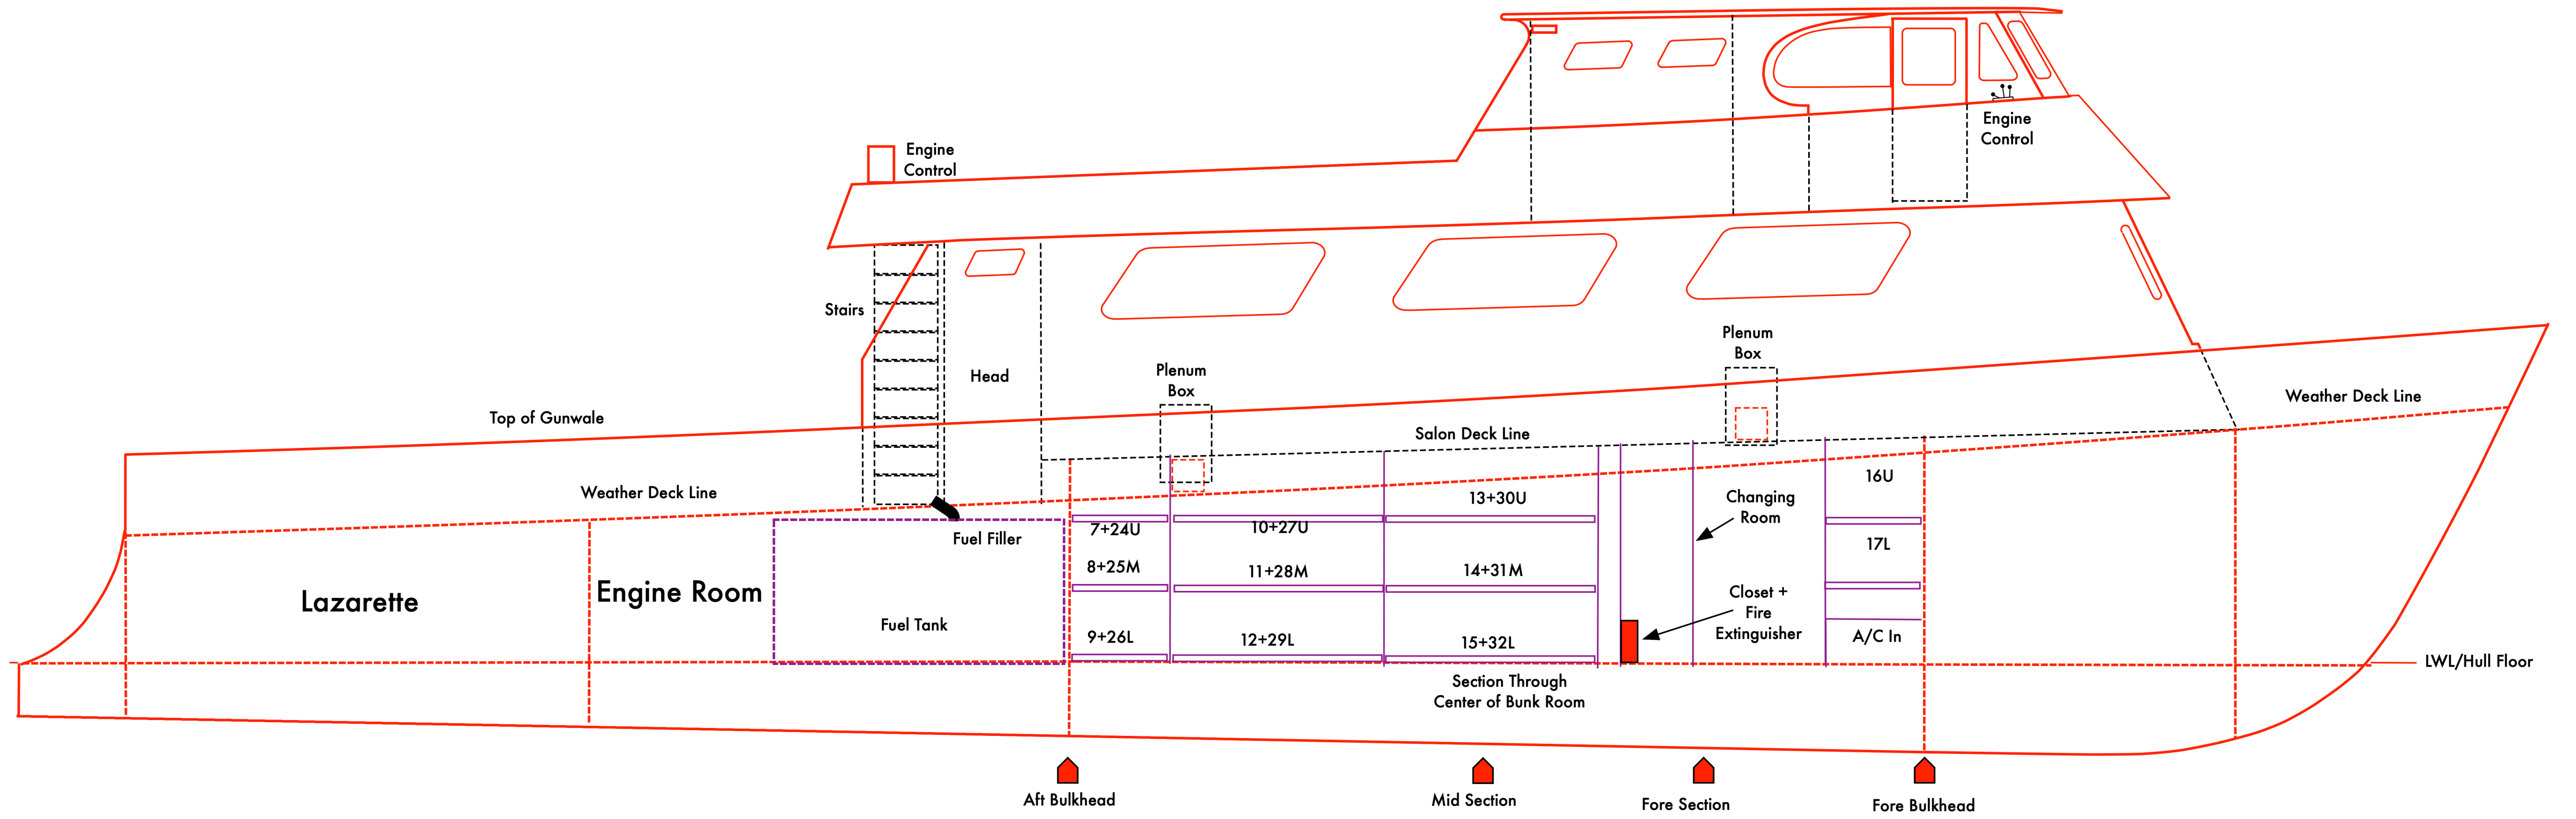 Engine
Control
Engine
Control
Stairs
Head
Plenum
Box
Plenum
Box
Top of Gunwale
Weather Deck Line
Salon Deck Line
Weather Deck Line
Fuel Filler
Lazarette
Engine Room
Fuel Tank
7+24U
8+25M
9+26L
10+27U
11+28M
12+29L
13+30U
14+31M
15+32L
Changing
Room
Closet +
Fire
Extinguisher
16U
17L
A/C In
LWL/Hull Floor
Section Through
Center of Bunk Room
Aft Bulkhead
Mid Section
Fore Section
Fore Bulkhead